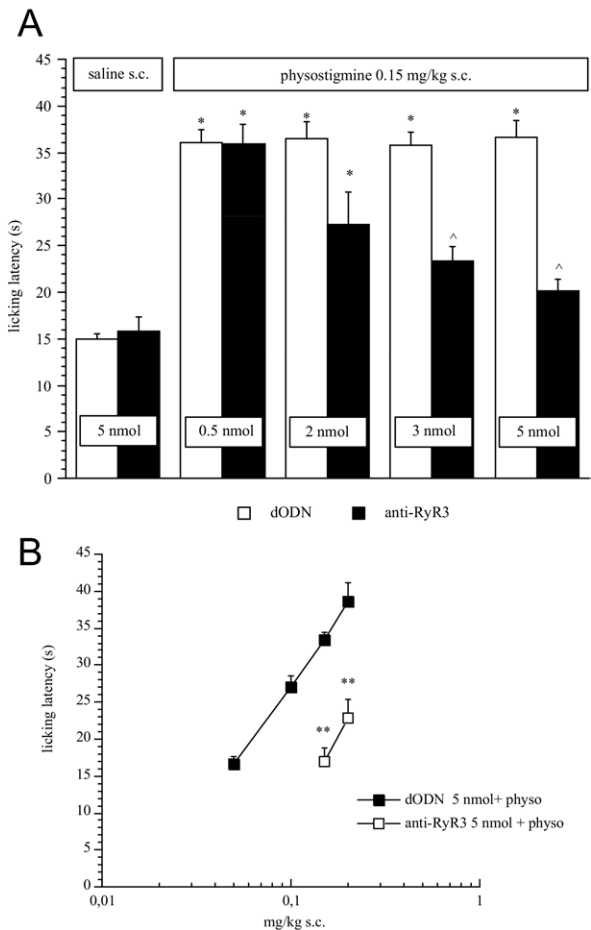 A
saline s.c. physostigmine 0.15 mg/kg s.c.
licking latency (s)
45
40
35
30
25
20
15
10
5
0
* * * * * ^ * ^
5 nmol 0.5 nmol 2 nmol 3 nmol 5 nmol
dODN anti-RyR3
B
licking latency (s)
45
40
35
30
25
20
15
10
5
0
** **
dODN 5 nmol+ physo
anti-RyR3 5 nmol + physo
0,01 0,1 1
mg/kg s.c.